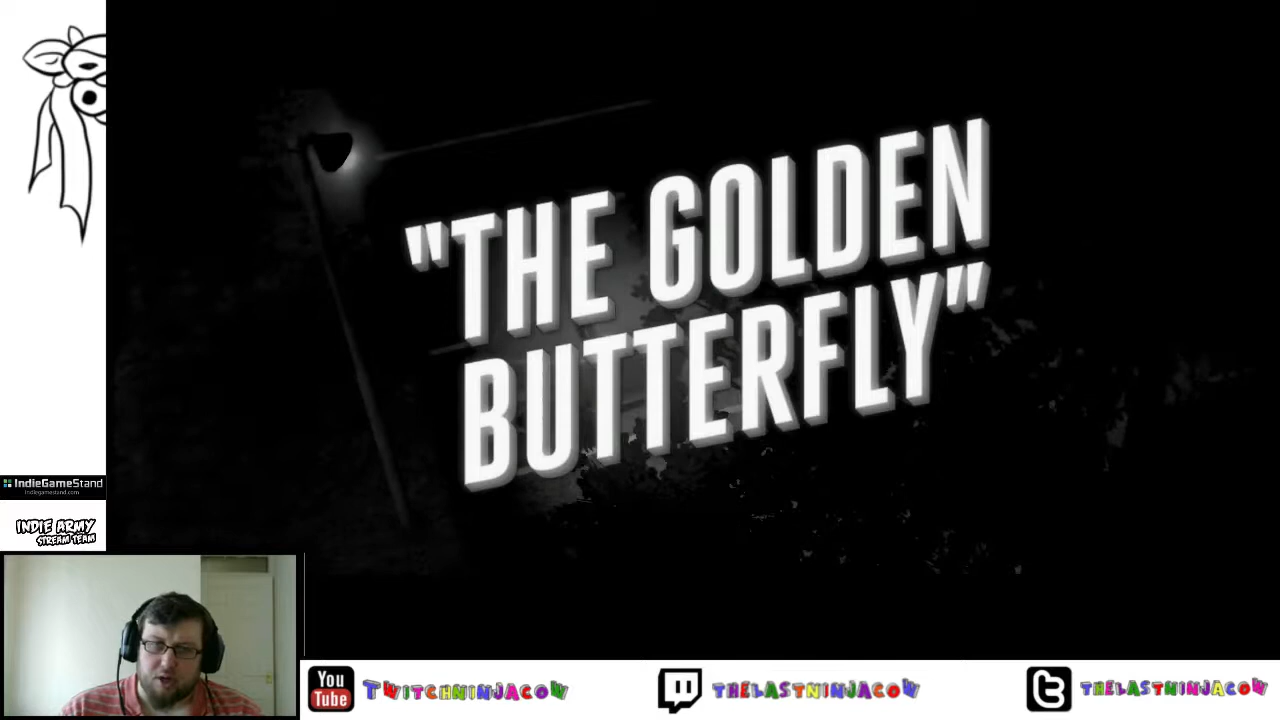 "THE GOLDEN
BUTTERFLY"
IndieGameStand
Indiegamestand.com
INDIE ARMY
STREAM TEAM
You
Tube
TWITCHNINJACOW
THELASTNINJACOW
THELASTNINJACOW